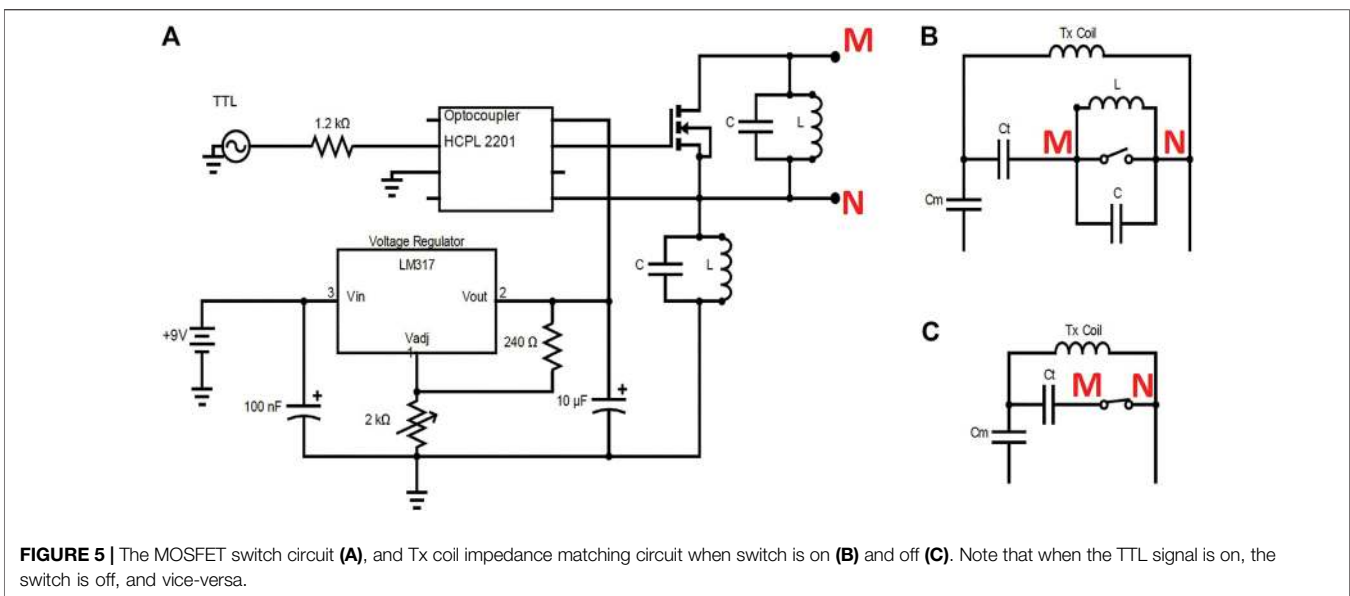 A
M
B
Tx Coil
TTL
1.2 kΩ
Optocoupler
HCPL 2201
C
L
L
Ct
M
N
C
Cm
N
Voltage Regulator
LM317
3
Vin
Vout
2
Vadj
1
+9V
240 Ω
100 nF
+
2 kΩ
10 µF
+
C
L
C
Tx Coil
Ct
M
N
Cm
FIGURE 5 | The MOSFET switch circuit (A), and Tx coil impedance matching circuit when switch is on (B) and off (C). Note that when the TTL signal is on, the
switch is off, and vice-versa.